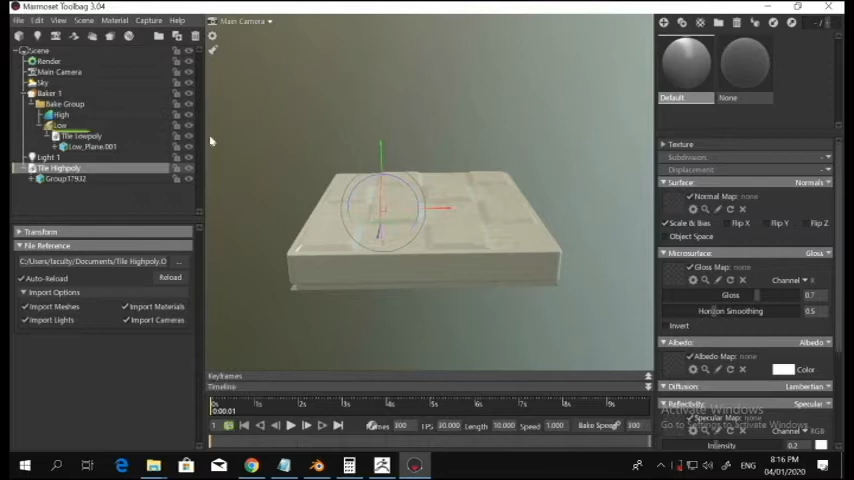 Marmoset Toolbag 3.04
File Edit View Scene Material Capture Help
Main Camera
Scene
Render
Main Camera
Sky
Baker 1
Bake Group
High
Low
Tile Lowpoly
Low_Plane.001
Light 1
Tile Highpoly
Transform
File Reference
C:/Users/faculty/Documents/Tile Highpoly.O ...
Auto-Reload Reload
Import Options
Import Meshes Import Materials
Import Lights Import Cameras
Keyframes
Timeline
0s 1s 2s 3s 4s 5s 6s 7s 8s 9s
0:00.01
1 Frames 300 FPS 30.000 Length 10.000 Speed 1.000 Bake Speed 300
Default None
Texture
Subdivision:
Displacement:
Surface: Normals
Normal Map: none
Scale & Bias Flip X Flip Y Flip Z
Object Space
Microsurface: Gloss
Gloss Map: none
Channel R
Gloss 0.7
Horizon Smoothing 0.5
Invert
Albedo: Albedo
Albedo Map: none
Color
Diffusion: Lambertian
Reflectivity: Specular
Specular Map: none
Channel RGB
Intensity 0.2
Activate Windows
Go to Settings to activate Windows.
ENG
8:16 PM
04/01/2020